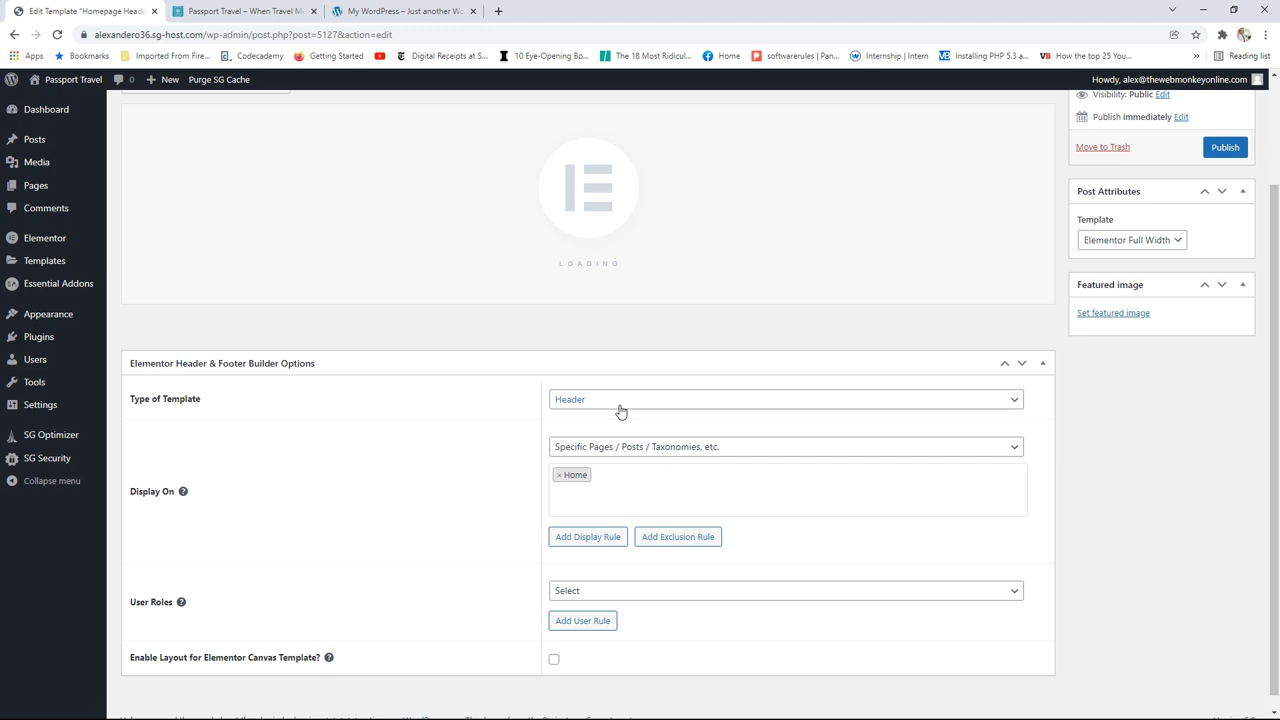 Edit Template "Homepage Heade ×
Passport Travel – When Travel Me ×
My WordPress – Just another Wo ×
+
alexandero36.sg-host.com/wp-admin/post.php?post=5127&action=edit
Apps
Bookmarks
Imported From Fire...
Codecademy
Getting Started
Digital Receipts at S...
10 Eye-Opening Bo...
The 18 Most Ridicul...
Home
softwarerules | Pan...
Internship | Intern
Installing PHP 5.3 a...
How the top 25 You...
»
Reading list
Passport Travel
0
New
Purge SG Cache
Howdy, alex@thewebmonkeyonline.com
Dashboard
Posts
Media
Pages
Comments
Elementor
Templates
Essential Addons
Appearance
Plugins
Users
Tools
Settings
SG Optimizer
SG Security
Collapse menu
LOADING
Visibility: Public Edit
Publish immediately Edit
Move to Trash
Publish
Post Attributes
Template
Elementor Full Width
Featured image
Set featured image
Elementor Header & Footer Builder Options
Type of Template
Header
Display On
Specific Pages / Posts / Taxonomies, etc.
× Home
Add Display Rule
Add Exclusion Rule
User Roles
Select
Add User Rule
Enable Layout for Elementor Canvas Template?